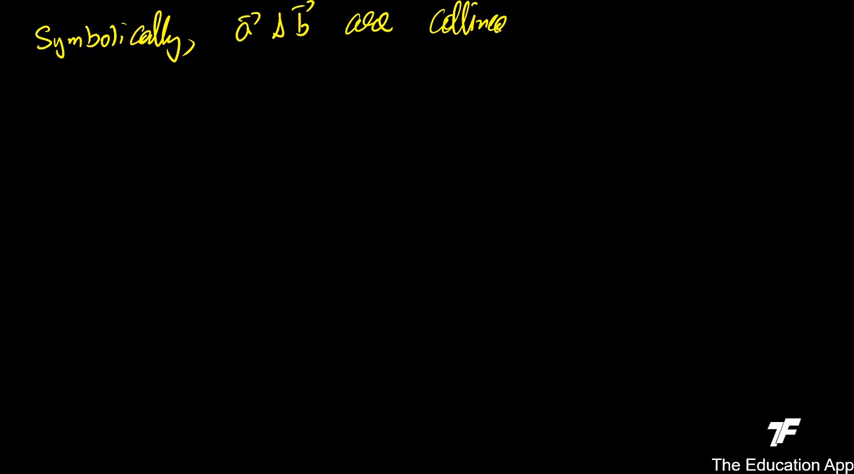 Symbolically, a⃗ & b⃗ are collinea
The Education App